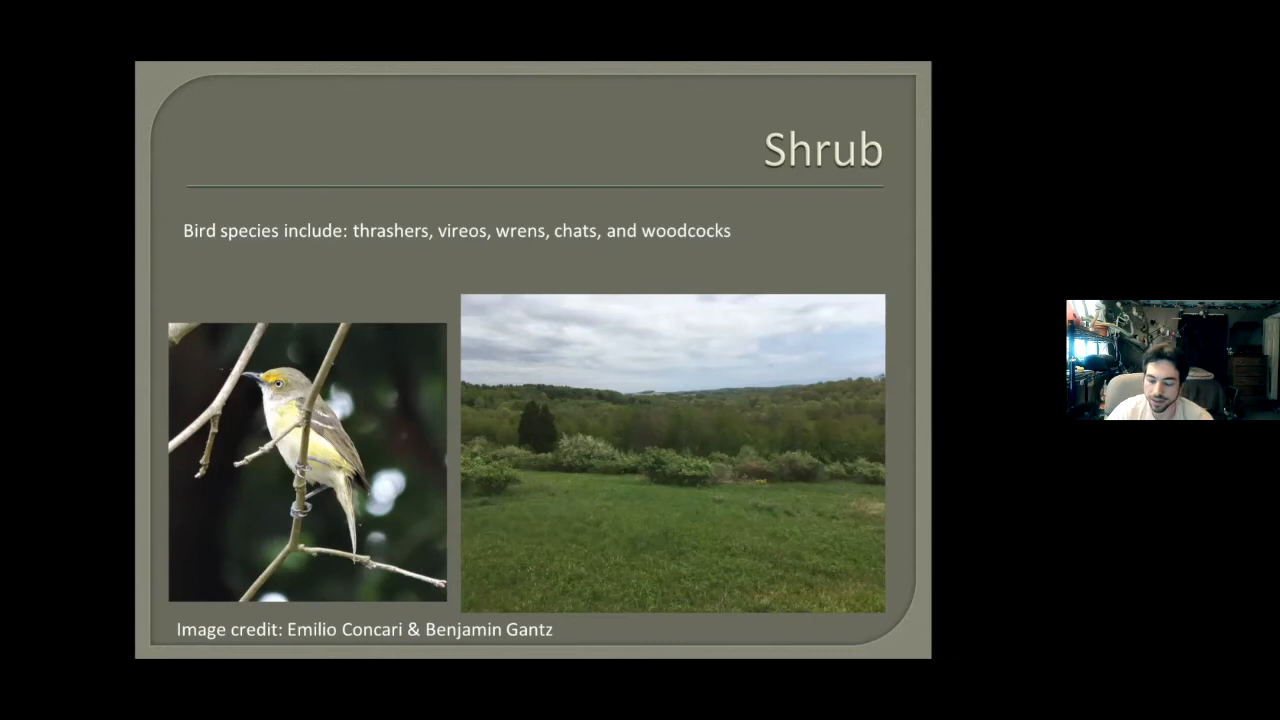 Shrub
Bird species include: thrashers, vireos, wrens, chats, and woodcocks
Image credit: Emilio Concari & Benjamin Gantz